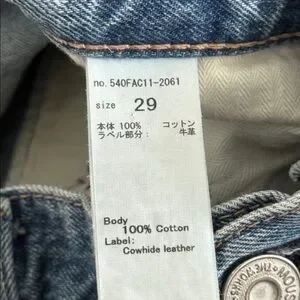 no. 540FAC11-2061
size 29
本体 100% コットン
ラベル部分: 牛革
Body
100% Cotton
Label:
Cowhide leather
MOUSSY